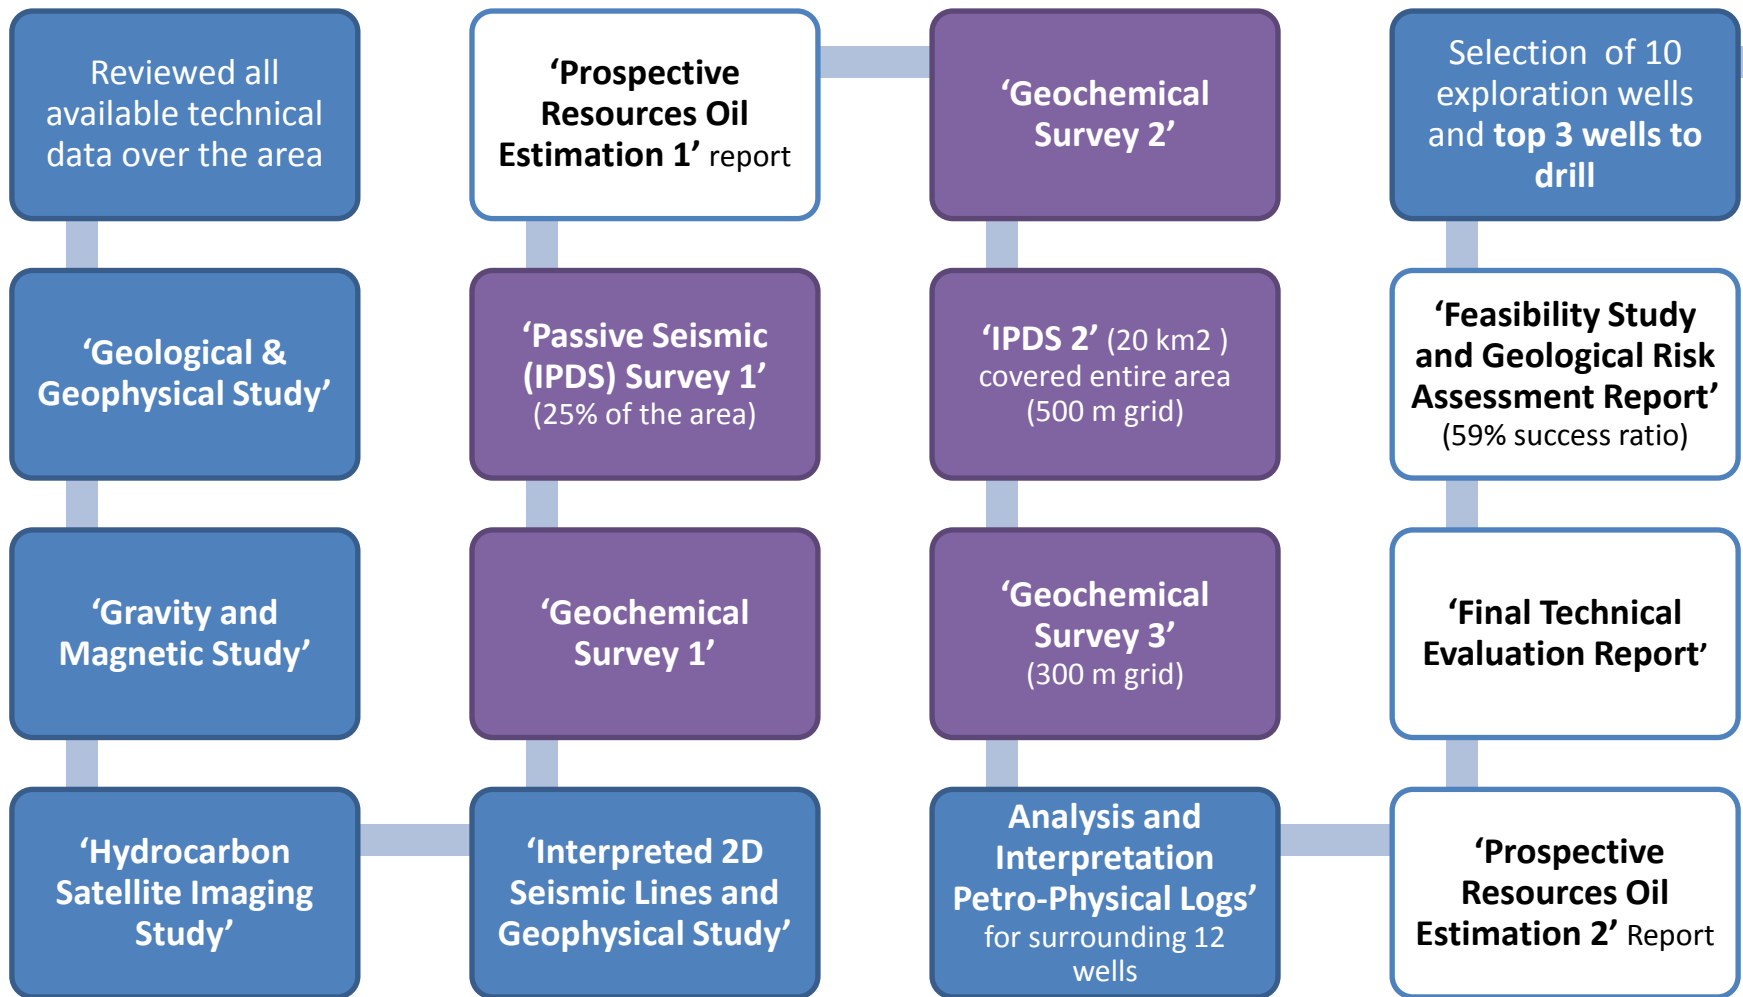 Reviewed all
available technical
data over the area
‘Geological &
Geophysical Study’
‘Gravity and
Magnetic Study’
‘Hydrocarbon
Satellite Imaging
Study’
‘Interpreted 2D
Seismic Lines and
Geophysical Study’
‘Geochemical
Survey 1’
‘Passive Seismic
(IPDS) Survey 1’
(25% of the area)
‘Prospective
Resources Oil
Estimation 1’ report
‘Geochemical
Survey 2’
‘IPDS 2’ (20 km2 )
covered entire area
(500 m grid)
‘Geochemical
Survey 3’
(300 m grid)
Analysis and
Interpretation
Petro-Physical Logs’
for surrounding 12
wells
‘Prospective
Resources Oil
Estimation 2’ Report
‘Final Technical
Evaluation Report’
‘Feasibility Study
and Geological Risk
Assessment Report’
(59% success ratio)
Selection of 10
exploration wells
and top 3 wells to
drill